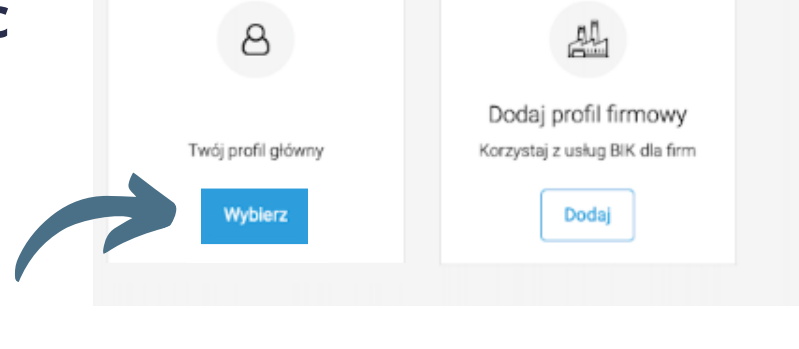 Dodaj profil firmowy
Twój profil główny
Korzystaj z usług BIK dla firm
Wybierz
Dodaj